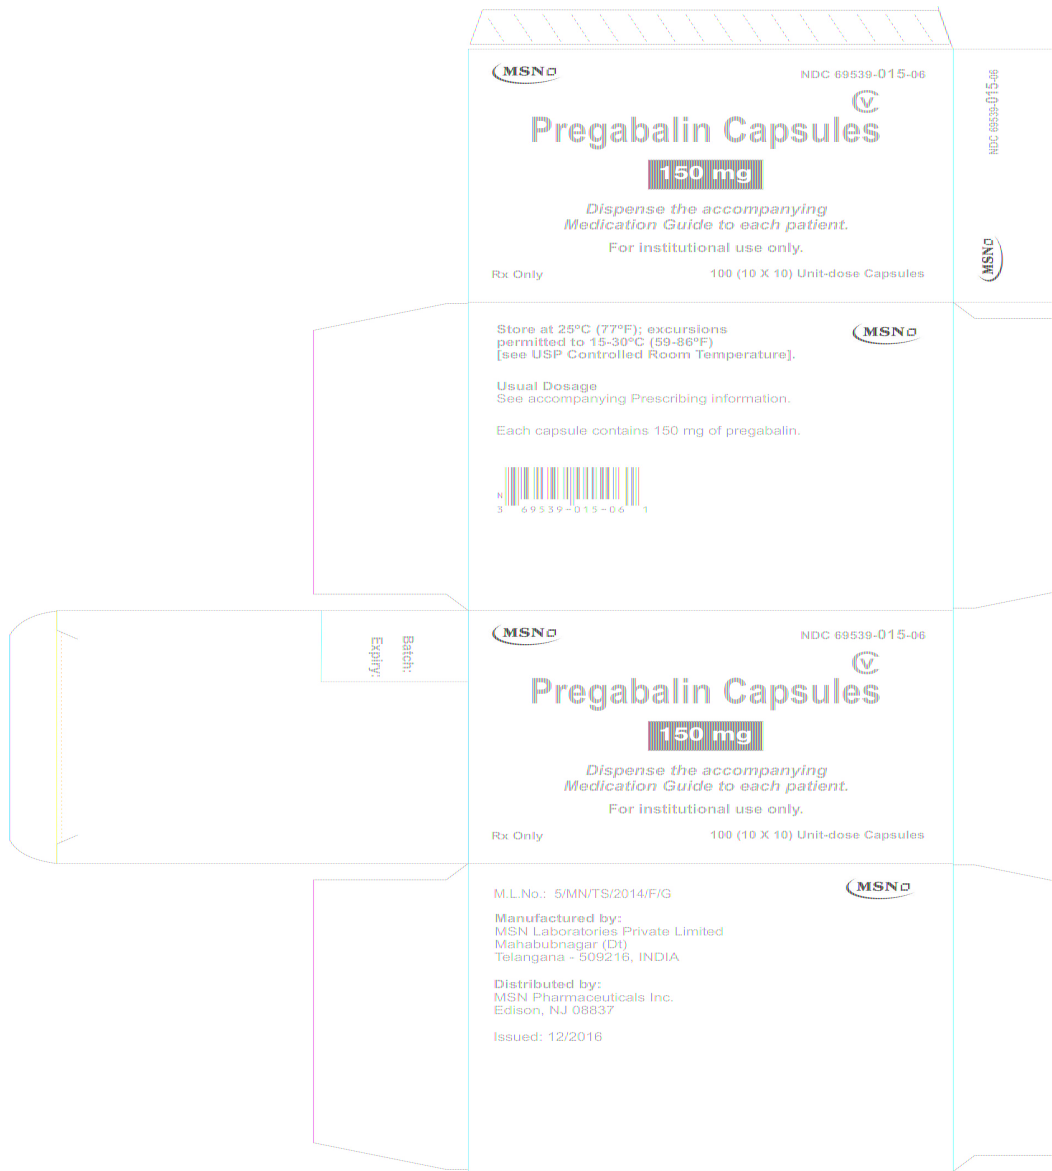 MSN
NDC 69539-015-06
CV
Pregabalin Capsules
150 mg
Dispense the accompanying
Medication Guide to each patient.
For institutional use only.
Rx Only
100 (10 X 10) Unit-dose Capsules
NDC 69539-015-06
MSN
Store at 25°C (77°F); excursions
permitted to 15-30°C (59-86°F)
[see USP Controlled Room Temperature].
MSN
Usual Dosage
See accompanying Prescribing information.
Each capsule contains 150 mg of pregabalin.
N
3 69539-015-06 1
Batch:
Expiry:
MSN
NDC 69539-015-06
CV
Pregabalin Capsules
150 mg
Dispense the accompanying
Medication Guide to each patient.
For institutional use only.
Rx Only
100 (10 X 10) Unit-dose Capsules
M.L.No.: 5/MN/TS/2014/F/G
MSN
Manufactured by:
MSN Laboratories Private Limited
Mahabubnagar (Dt)
Telangana - 509216, INDIA
Distributed by:
MSN Pharmaceuticals Inc.
Edison, NJ 08837
Issued: 12/2016